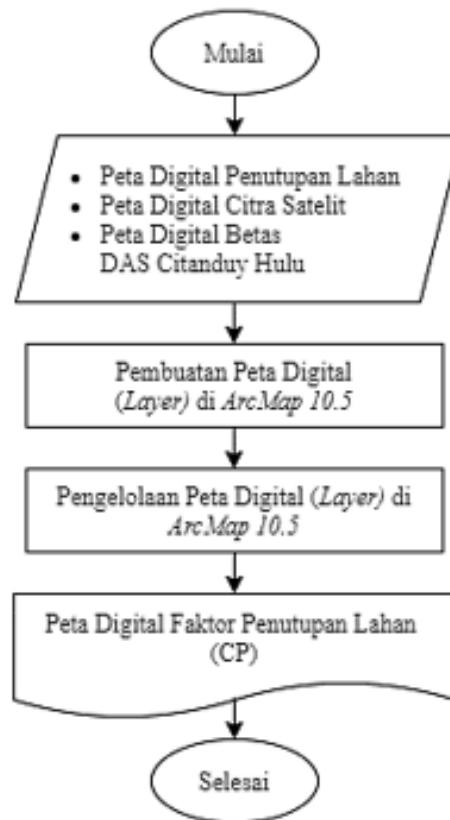 Mulai
• Peta Digital Penutupan Lahan
• Peta Digital Citra Satelit
• Peta Digital Betas
DAS Citanduy Hulu
Pembuatan Peta Digital
(Layer) di ArcMap 10.5
Pengelolaan Peta Digital (Layer) di
ArcMap 10.5
Peta Digital Faktor Penutupan Lahan
(CP)
Selesai